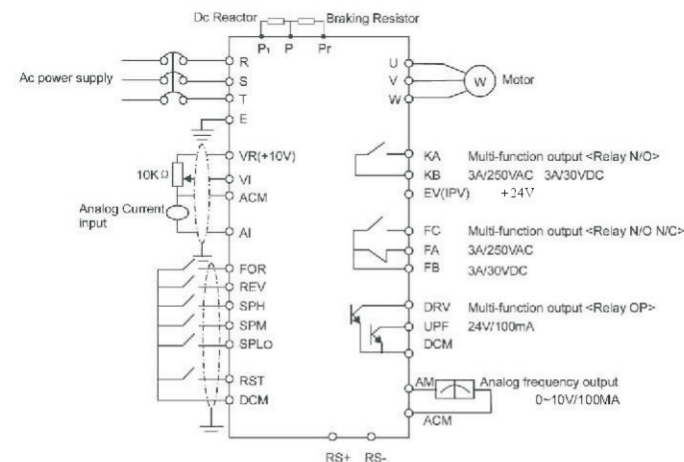 Dc Reactor
Braking Resistor
P1 P Pr
Ac power supply
R
S
T
E
VR(+10V)
10KΩ
VI
ACM
Analog Current
input
AI
FOR
REV
SPH
SPM
SPLO
RST
DCM
U
V
W
W
Motor
KA Multi-function output <Relay N/O>
KB 3A/250VAC 3A/30VDC
EV(IPV) +24V
FC Multi-function output <Relay N/O N/C>
FA 3A/250VAC
FB 3A/30VDC
DRV Multi-function output <Relay OP>
UPF 24V/100mA
DCM
AM Analog frequency output
0~10V/100MA
ACM
RS+ RS-